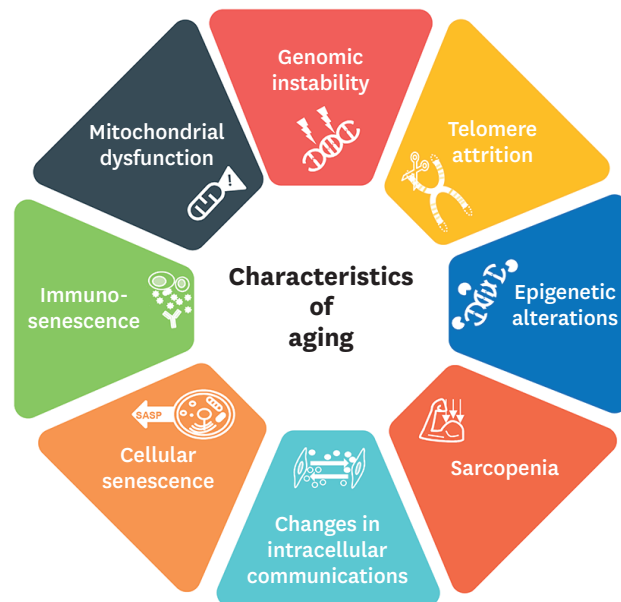 Characteristics
of
aging
Genomic
instability
Telomere
attrition
Epigenetic
alterations
Sarcopenia
Changes in
intracellular
communications
Cellular
senescence
SASP
Immuno-
senescence
Mitochondrial
dysfunction
!